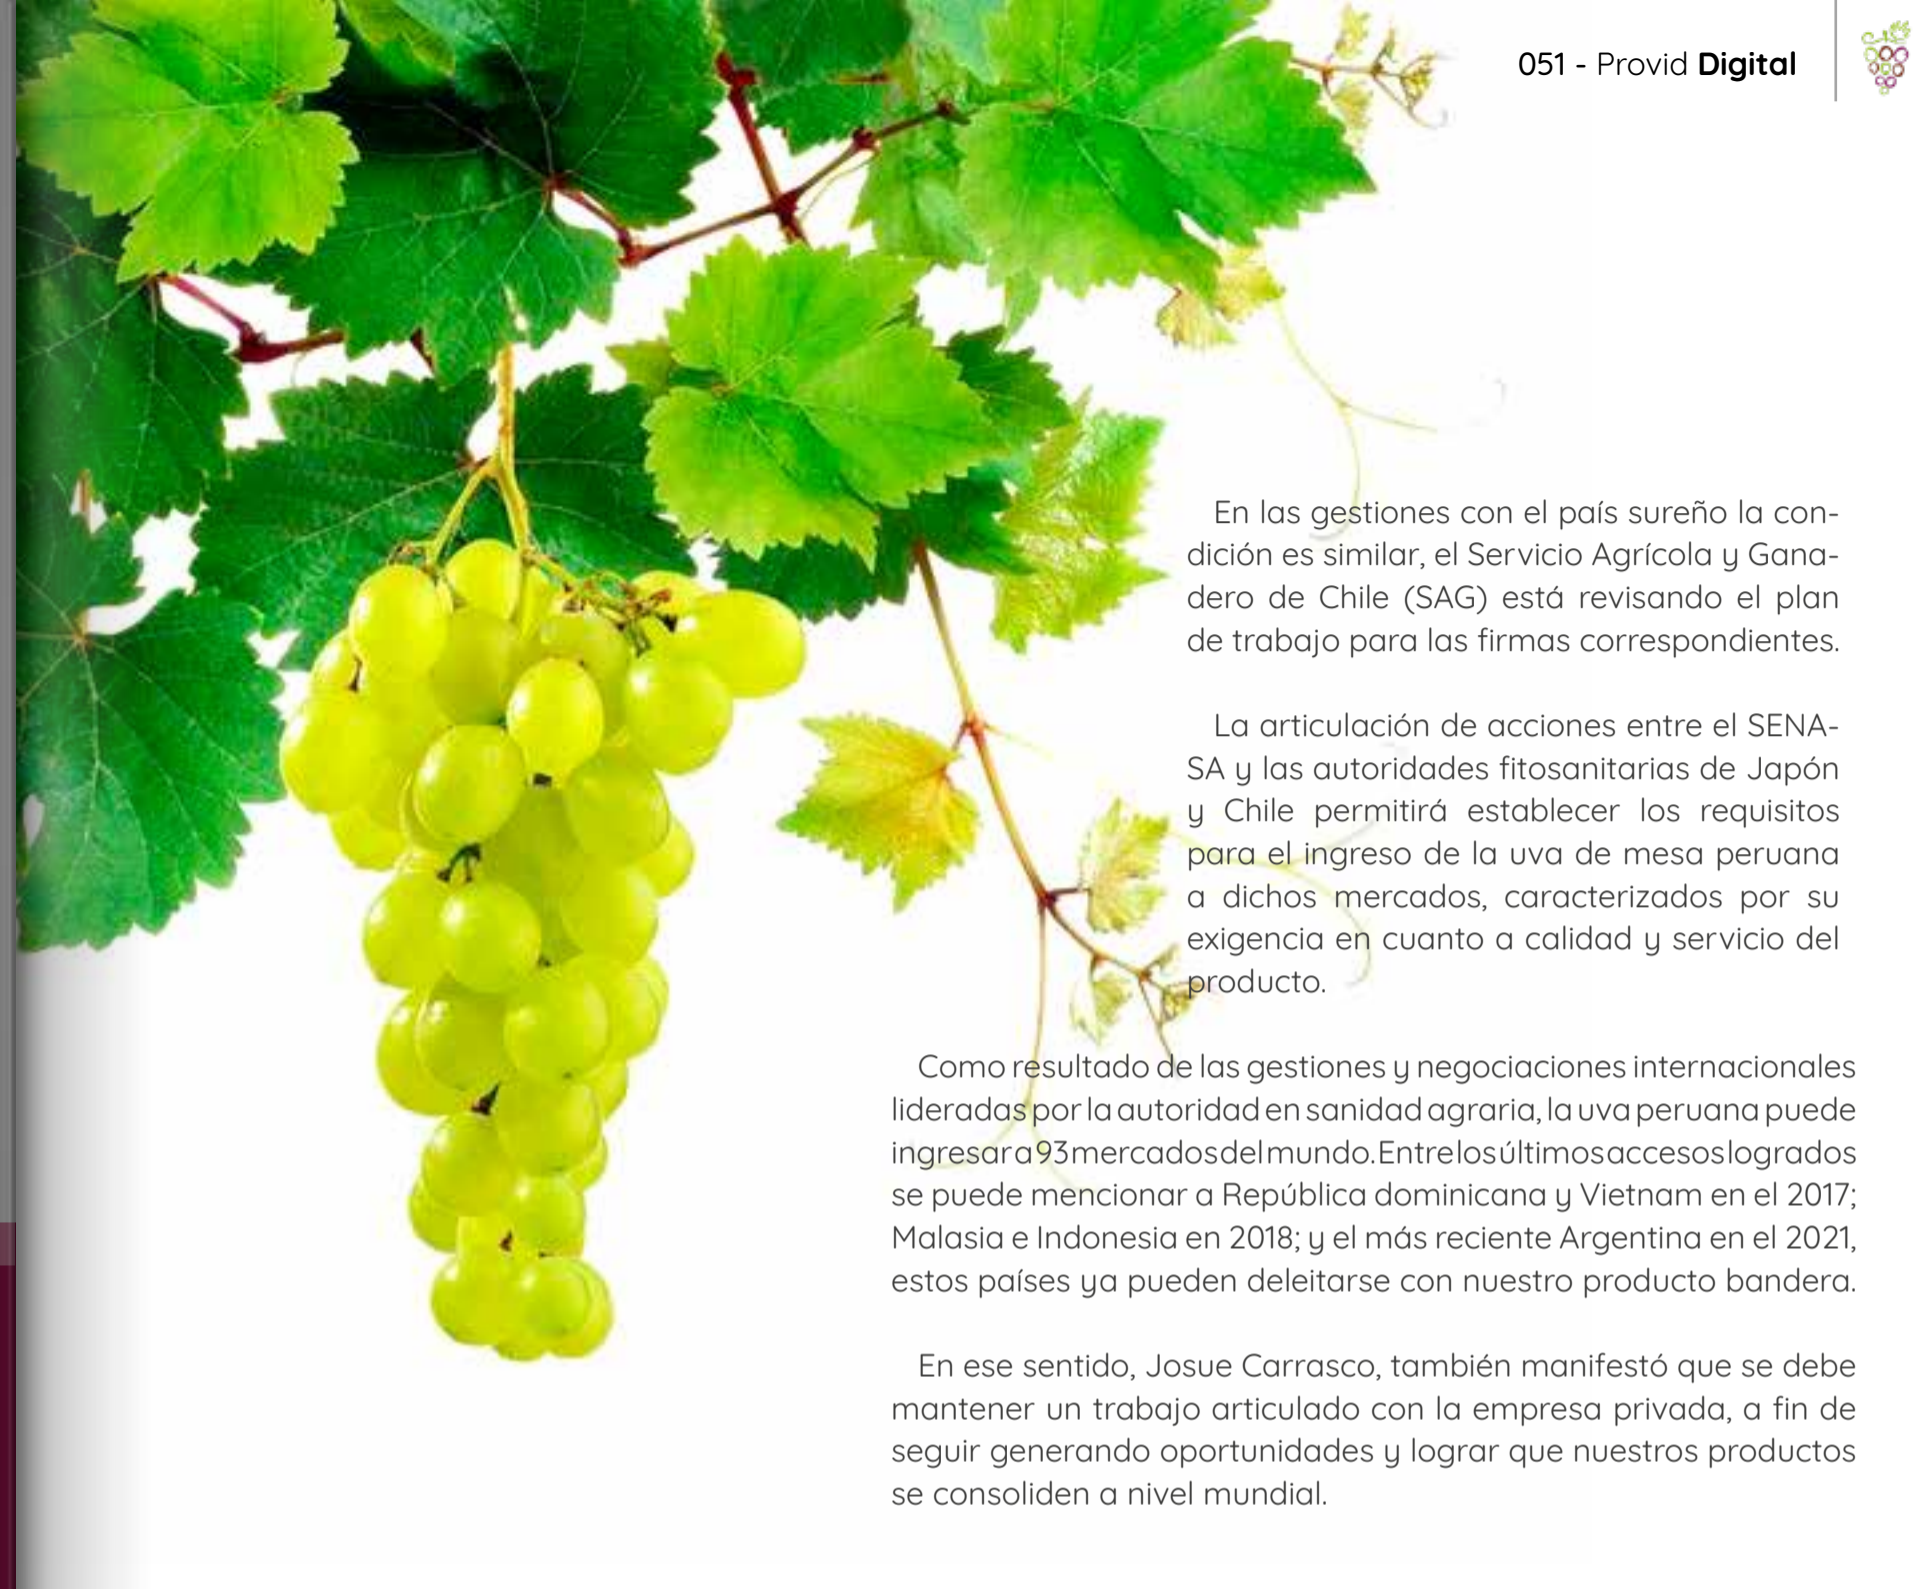 051 - Provid Digital
En las gestiones con el país sureño la con-
dición es similar, el Servicio Agrícola y Gana-
dero de Chile (SAG) está revisando el plan
de trabajo para las firmas correspondientes.
La articulación de acciones entre el SENA-
SA y las autoridades fitosanitarias de Japón
y Chile permitirá establecer los requisitos
para el ingreso de la uva de mesa peruana
a dichos mercados, caracterizados por su
exigencia en cuanto a calidad y servicio del
producto.
Como resultado de las gestiones y negociaciones internacionales
lideradas por la autoridad en sanidad agraria, la uva peruana puede
ingresar a 93 mercados del mundo. Entre los últimos accesos logrados
se puede mencionar a República dominicana y Vietnam en el 2017;
Malasia e Indonesia en 2018; y el más reciente Argentina en el 2021,
estos países ya pueden deleitarse con nuestro producto bandera.
En ese sentido, Josue Carrasco, también manifestó que se debe
mantener un trabajo articulado con la empresa privada, a fin de
seguir generando oportunidades y lograr que nuestros productos
se consoliden a nivel mundial.